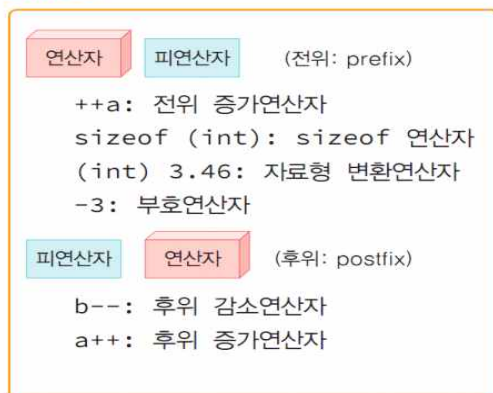 연산자 피연산자 (전위: prefix)
++a: 전위 증가연산자
sizeof (int): sizeof 연산자
(int) 3.46: 자료형 변환연산자
-3: 부호연산자
피연산자 연산자 (후위: postfix)
b--: 후위 감소연산자
a++: 후위 증가연산자